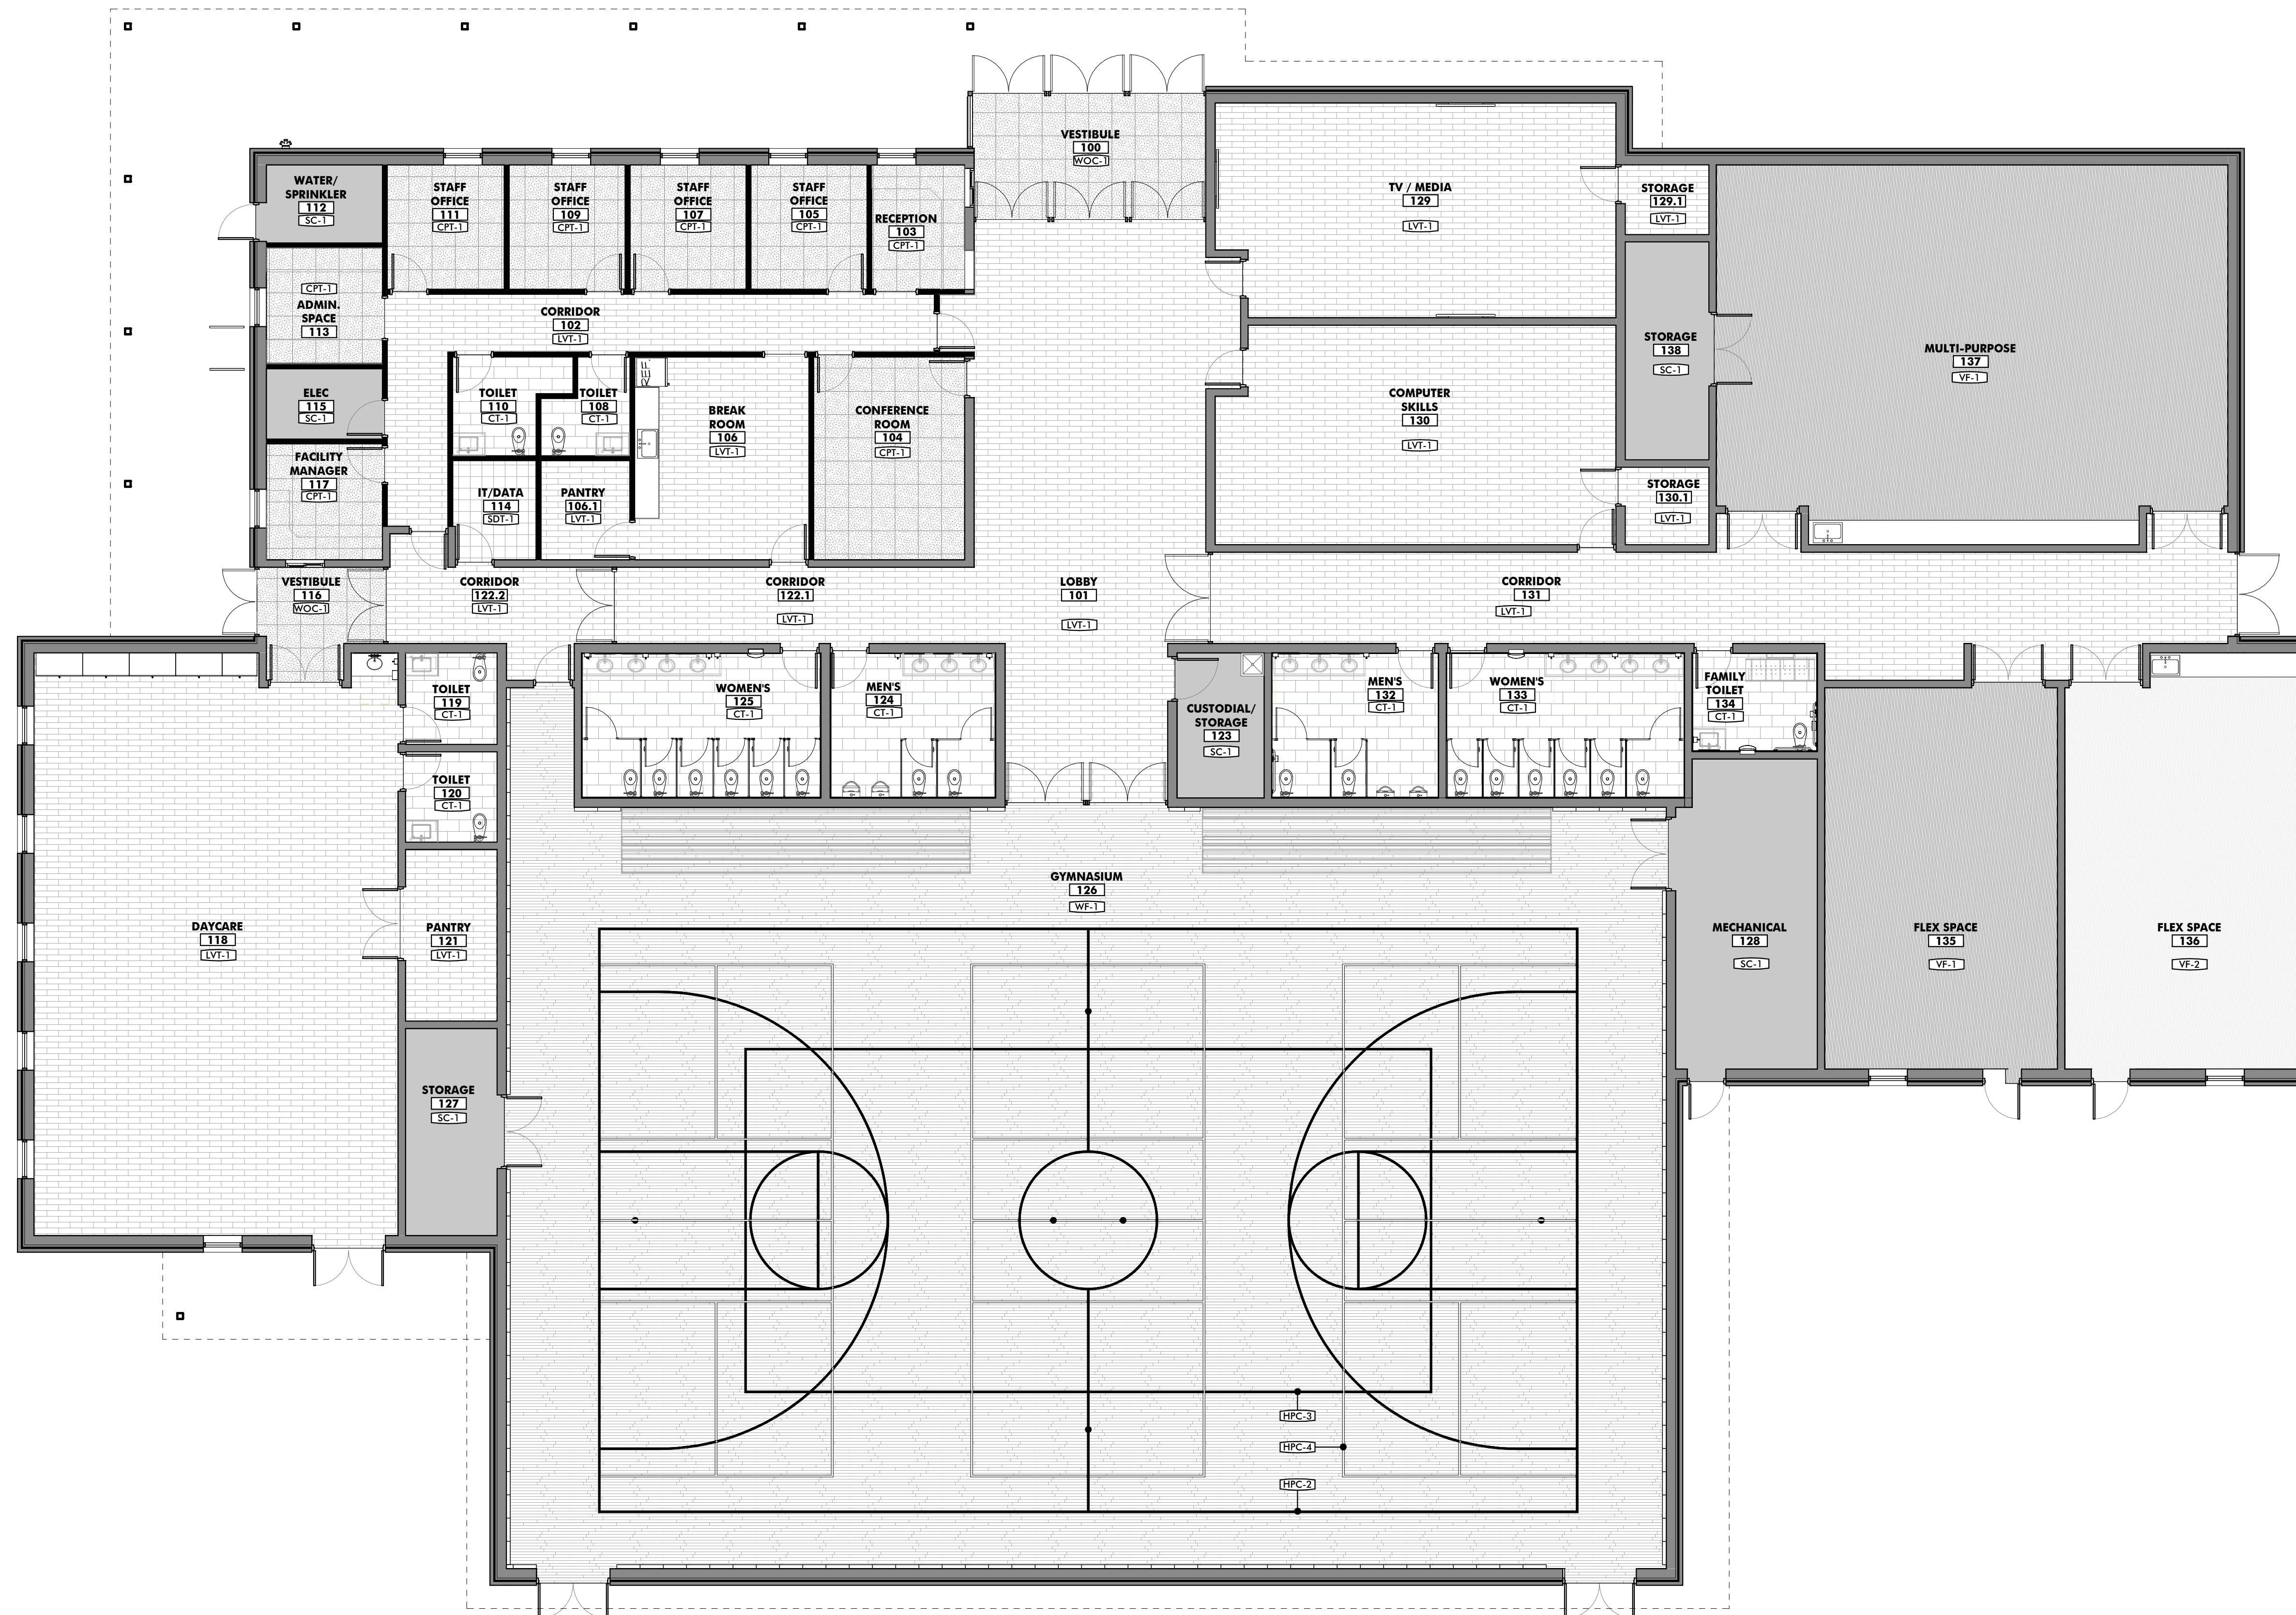 VESTIBULE
100
WOC-1
WATER/
SPRINKLER
112
SC-1
STAFF
OFFICE
111
CPT-1
STAFF
OFFICE
109
CPT-1
STAFF
OFFICE
107
CPT-1
STAFF
OFFICE
105
CPT-1
RECEPTION
103
CPT-1
TV / MEDIA
129
LVT-1
STORAGE
129.1
LVT-1
CPT-1
ADMIN.
SPACE
113
CORRIDOR
102
LVT-1
STORAGE
138
SC-1
MULTI-PURPOSE
137
VF-1
ELEC
115
SC-1
TOILET
110
CT-1
TOILET
108
CT-1
BREAK
ROOM
106
LVT-1
CONFERENCE
ROOM
104
CPT-1
COMPUTER
SKILLS
130
LVT-1
FACILITY
MANAGER
117
CPT-1
IT/DATA
114
SDT-1
PANTRY
106.1
LVT-1
STORAGE
130.1
LVT-1
VESTIBULE
116
WOC-1
CORRIDOR
122.2
LVT-1
CORRIDOR
122.1
LVT-1
LOBBY
101
LVT-1
CORRIDOR
131
LVT-1
TOILET
119
CT-1
WOMEN'S
125
CT-1
MEN'S
124
CT-1
CUSTODIAL/
STORAGE
123
SC-1
MEN'S
132
CT-1
WOMEN'S
133
CT-1
FAMILY
TOILET
134
CT-1
TOILET
120
CT-1
GYMNASIUM
126
WF-1
DAYCARE
118
LVT-1
PANTRY
121
LVT-1
MECHANICAL
128
SC-1
FLEX SPACE
135
VF-1
FLEX SPACE
136
VF-2
STORAGE
127
SC-1
HPC-3
HPC-4
HPC-2